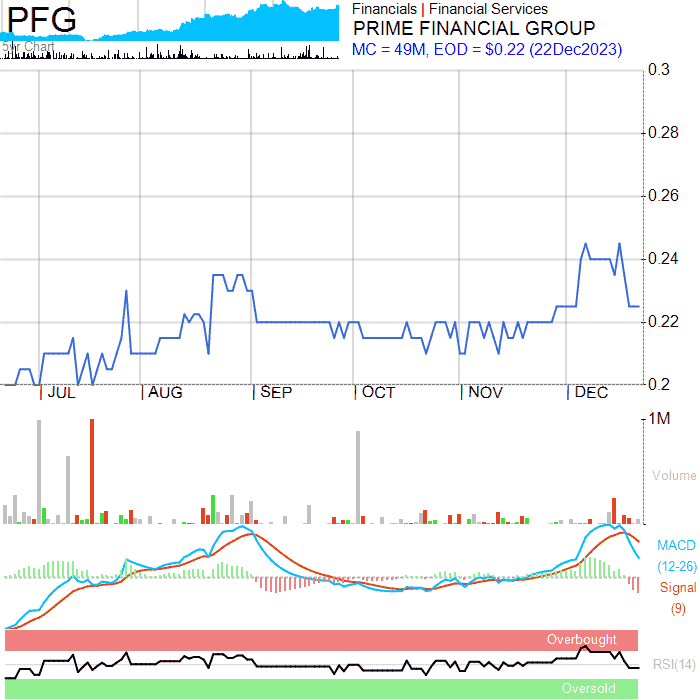 PFG
5yr Chart
Financials | Financial Services
PRIME FINANCIAL GROUP
MC = 49M, EOD = $0.22 (22Dec2023)
0.3
0.28
0.26
0.24
0.22
0.2
JUL AUG SEP OCT NOV DEC
1M
Volume
MACD
(12-26)
Signal
(9)
Overbought
RSI(14)
Oversold